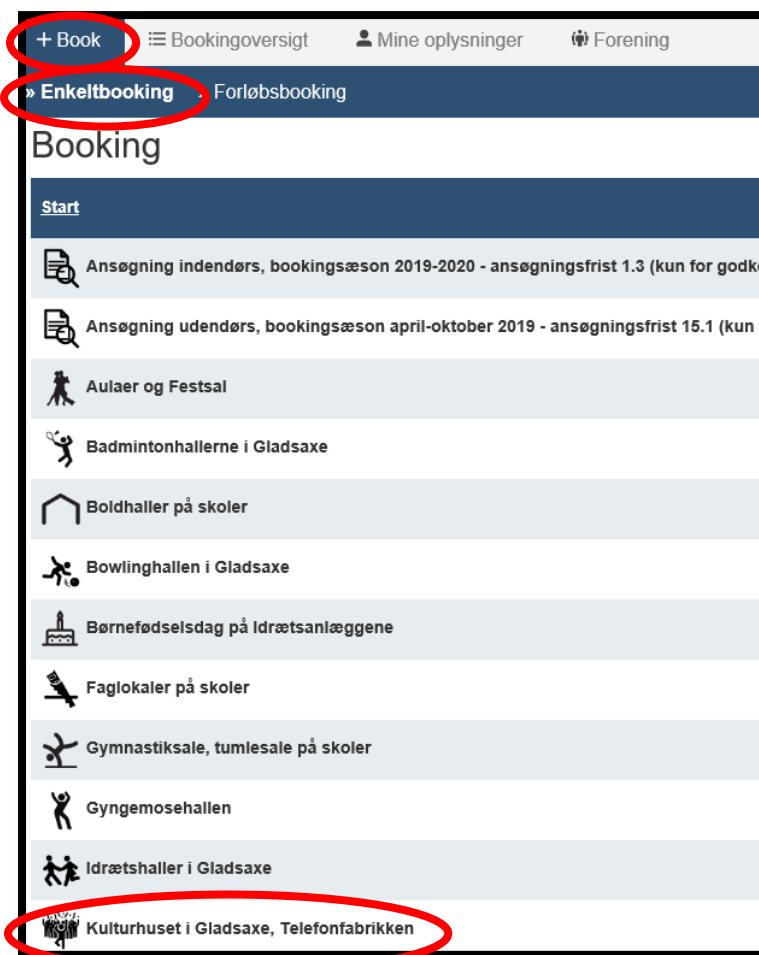 + Book Bookingoversigt Mine oplysninger Forening
» Enkeltbooking Forløbsbooking
Booking
Start
Ansøgning indendørs, bookingsæson 2019-2020 - ansøgningsfrist 1.3 (kun for
Ansøgning udendørs, bookingsæson april-oktober 2019 - ansøgningsfrist 15.1 (kun
Aulaer og Festsal
Badmintonhallerne i Gladsaxe
Boldhaller på skoler
Bowlinghallen i Gladsaxe
Børnefødselsdag på Idrætsanlæggene
Faglokaler på skoler
Gymnastiksale, tumlesale på skoler
Gyngemosehallen
Idrætshaller i Gladsaxe
Kulturhuset i Gladsaxe, Telefonfabrikken